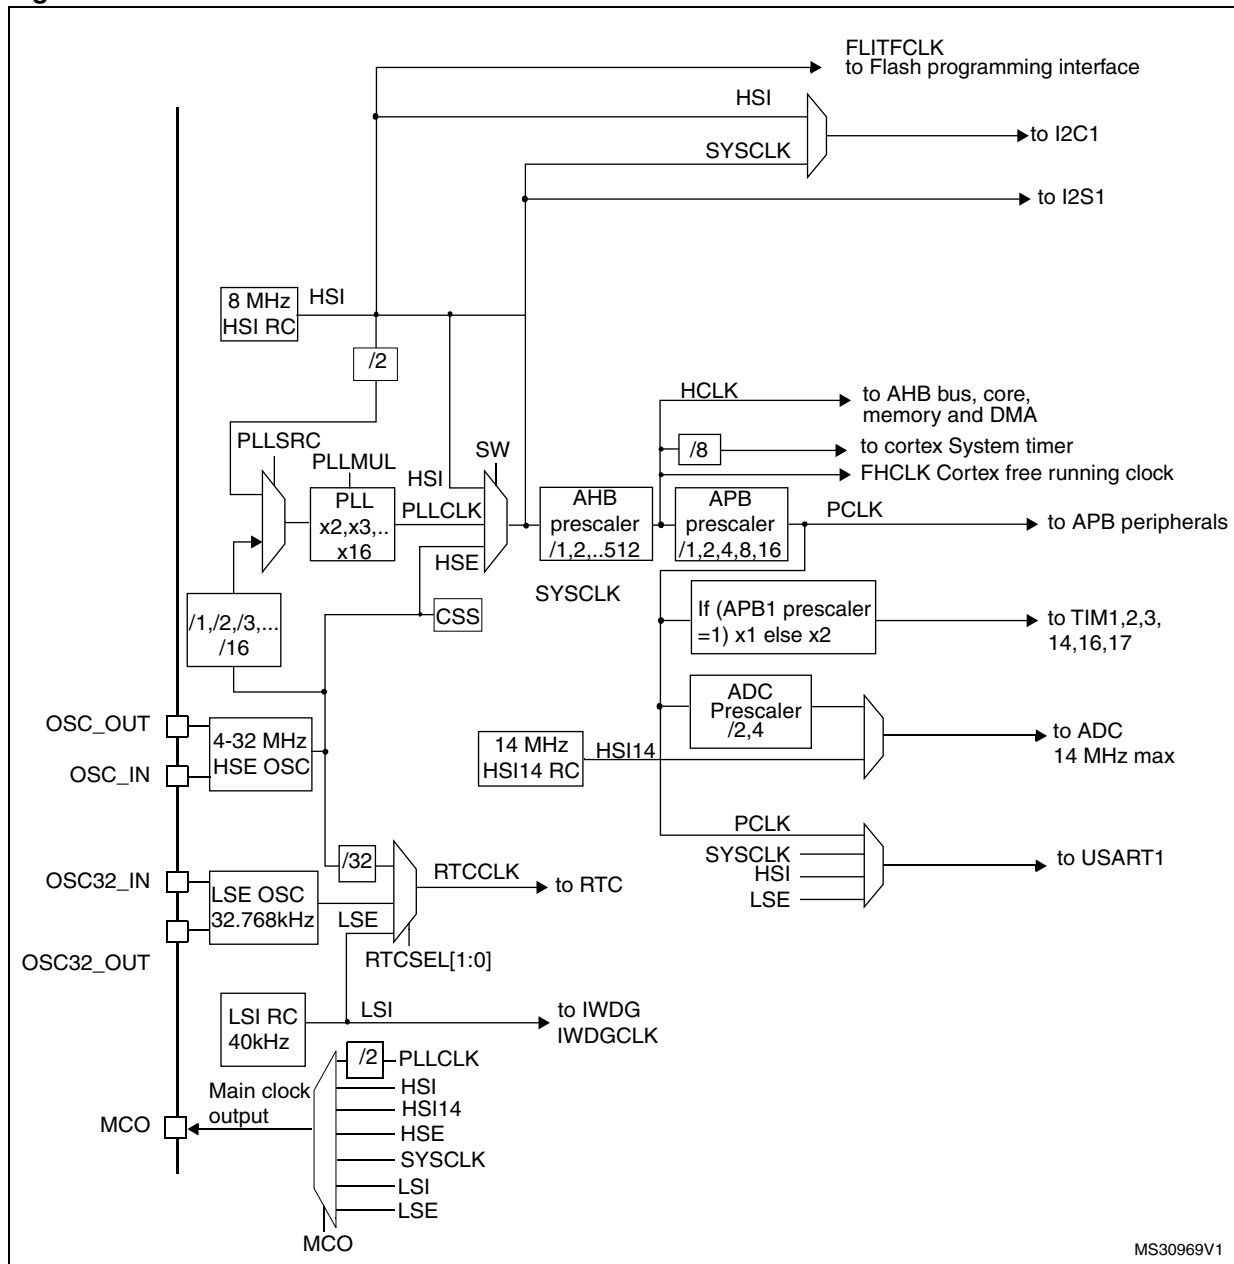 FLITFCLK
to Flash programming interface
HSI
to I2C1
SYSCLK
to I2S1
8 MHz
HSI RC
HSI
/2
HCLK
to AHB bus, core,
memory and DMA
PLLSRC
SW
/8
to cortex System timer
PLLMUL
HSI
FHCLK Cortex free running clock
PLL
x2,x3,..
x16
PLLCLK
AHB
prescaler
/1,2,..512
APB
prescaler
/1,2,4,8,16
PCLK
to APB peripherals
HSE
SYSCLK
/1,/2,/3,...
/16
CSS
If (APB1 prescaler
=1) x1 else x2
to TIM1,2,3,
14,16,17
OSC_OUT
OSC_IN
4-32 MHz
HSE OSC
14 MHz
HSI14 RC
HSI14
ADC
Prescaler
/2,4
to ADC
14 MHz max
PCLK
SYSCLK
HSI
LSE
to USART1
/32
OSC32_IN
LSE OSC
32.768kHz
RTCCLK
to RTC
LSE
OSC32_OUT
RTCSEL[1:0]
LSI RC
40kHz
LSI
to IWDG
IWDGCLK
/2
PLLCLK
Main clock
output
HSI
HSI14
MCO
HSE
SYSCLK
LSI
LSE
MCO
MS30969V1